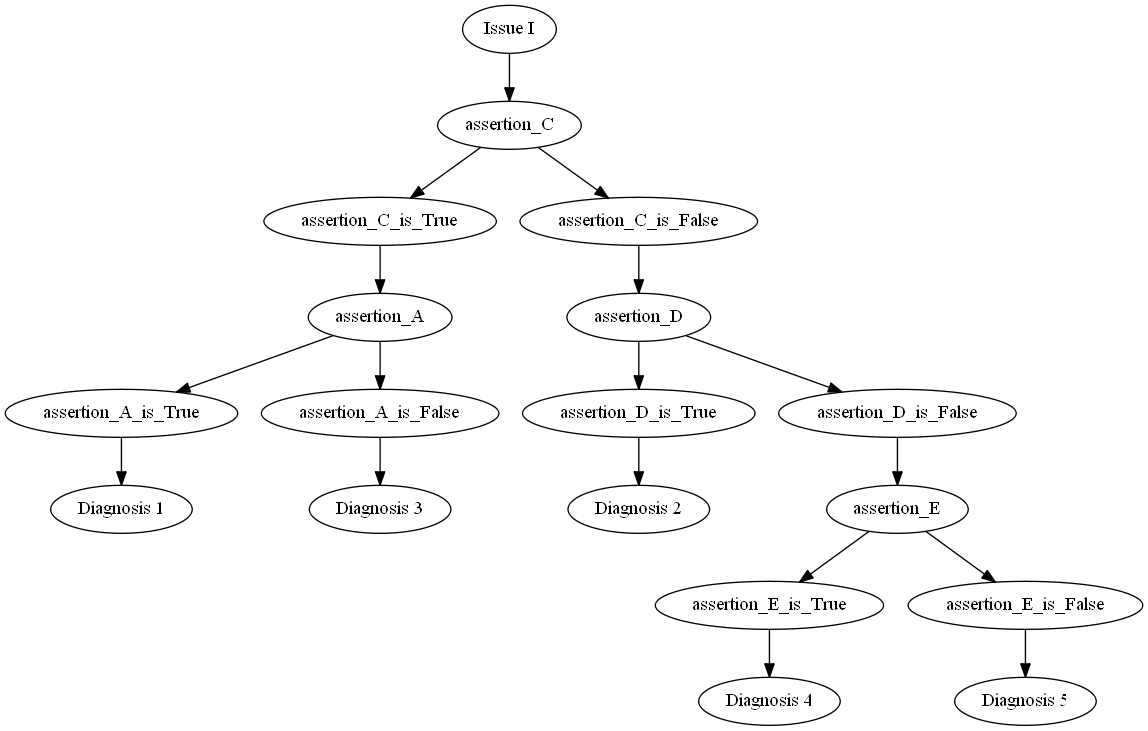 Issue I
assertion_C
assertion_C_is_True
assertion_C_is_False
assertion_A
assertion_D
assertion_A_is_True
assertion_A_is_False
assertion_D_is_True
assertion_D_is_False
Diagnosis 1
Diagnosis 3
Diagnosis 2
assertion_E
assertion_E_is_True
assertion_E_is_False
Diagnosis 4
Diagnosis 5